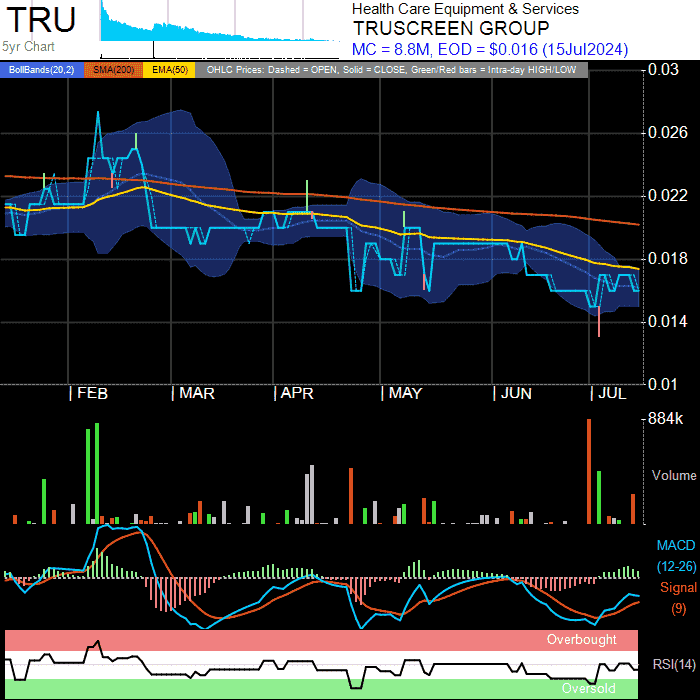 TRU
5yr Chart
Health Care Equipment & Services
TRUSCREEN GROUP
MC = 8.8M, EOD = $0.016 (15Jul2024)
BollBands(20,2) SMA(200) EMA(50) OHLC Prices: Dashed = OPEN, Solid = CLOSE, Green/Red bars = Intra-day HIGH/LOW
0.03
0.026
0.022
0.018
0.014
0.01
| FEB | MAR | APR | MAY | JUN | JUL
884k
Volume
MACD
(12-26)
Signal
(9)
Overbought
RSI(14)
Oversold